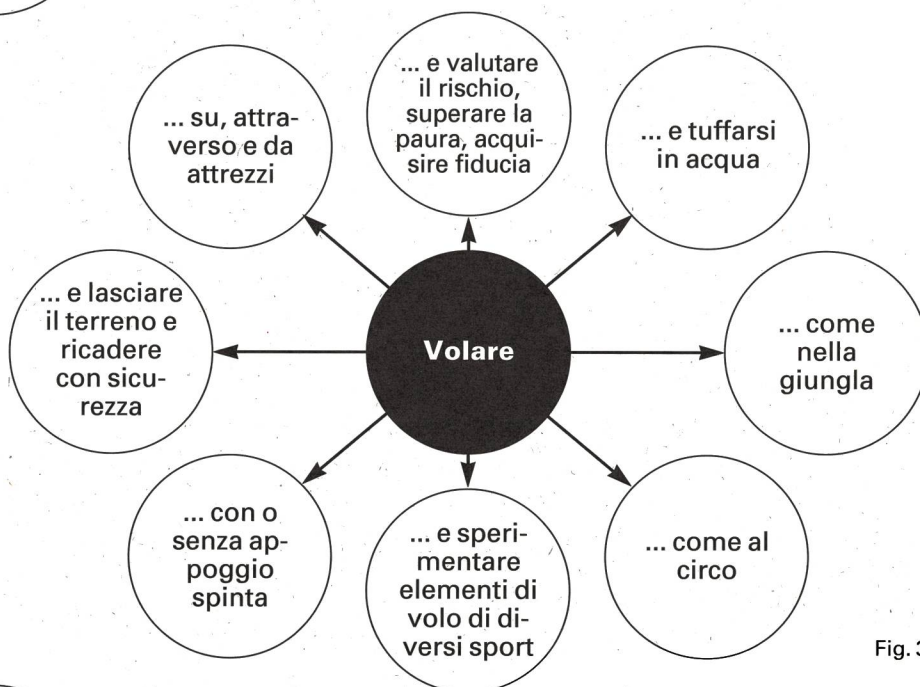 ... e valutare
il rischio,
superare la
paura, acqui-
sire fiducia
... su, attra-
verso e da
attrezzi
... e tuffarsi
in acqua
... e lasciare
il terreno e
ricadere
con sicu-
rezza
Volare
... come
nella
giungla
... con o
senza ap-
poggio
spinta
... e speri-
mentare
elementi di
volo di di-
versi sport
... come al
circo
Fig. 3